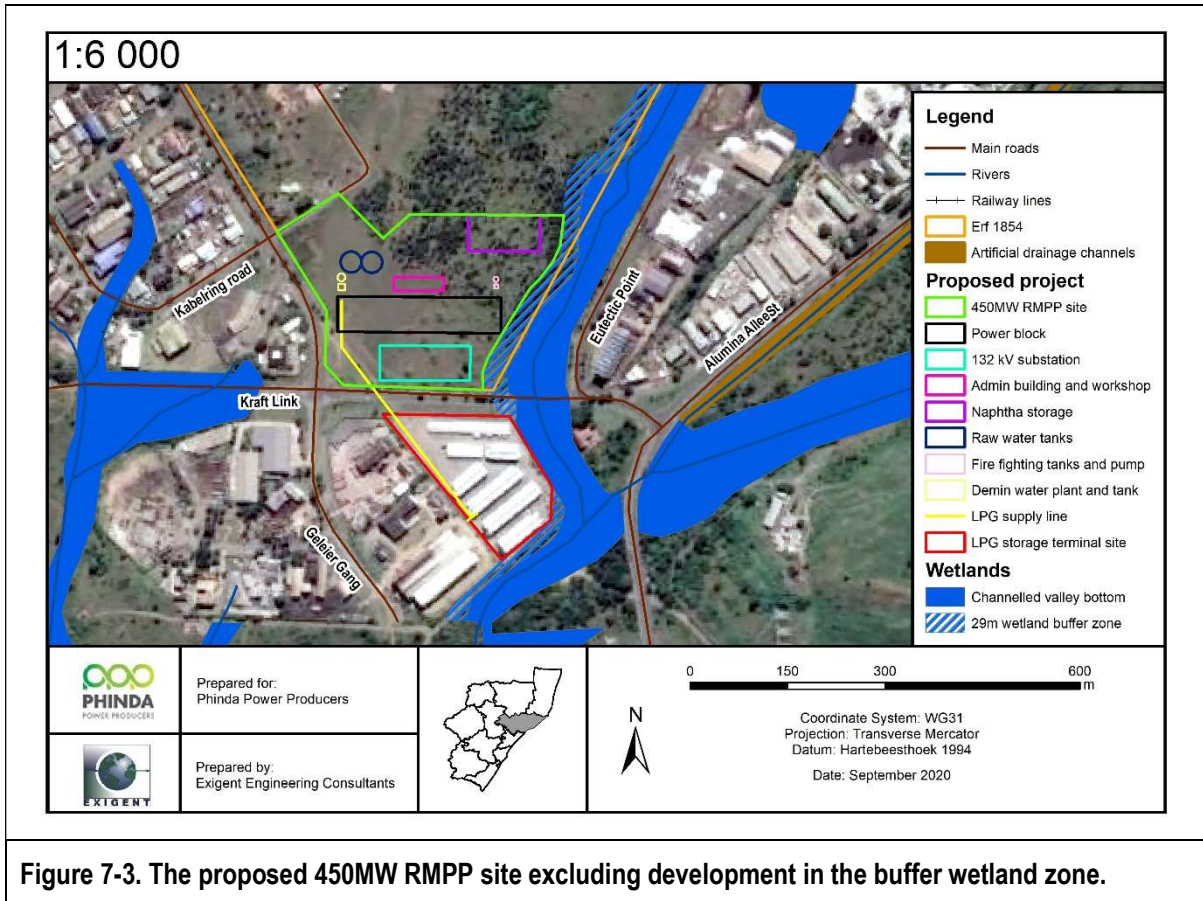 1:6 000
Kabelring road
Kraft Link
Geleier Gang
Eutectic Point
Alumina AlleeSt
Legend
Main roads
Rivers
Railway lines
Erf 1854
Artificial drainage channels
Proposed project
450MW RMPP site
Power block
132 kV substation
Admin building and workshop
Naphtha storage
Raw water tanks
Fire fighting tanks and pump
Demin water plant and tank
LPG supply line
LPG storage terminal site
Wetlands
Channelled valley bottom
29m wetland buffer zone
PHINDA
POWER PRODUCERS
Prepared for:
Phinda Power Producers
EXIGENT
Prepared by:
Exigent Engineering Consultants
N
0 150 300 600
m
Coordinate System: WG31
Projection: Transverse Mercator
Datum: Hartebeesthoek 1994
Date: September 2020
Figure 7-3. The proposed 450MW RMPP site excluding development in the buffer wetland zone.